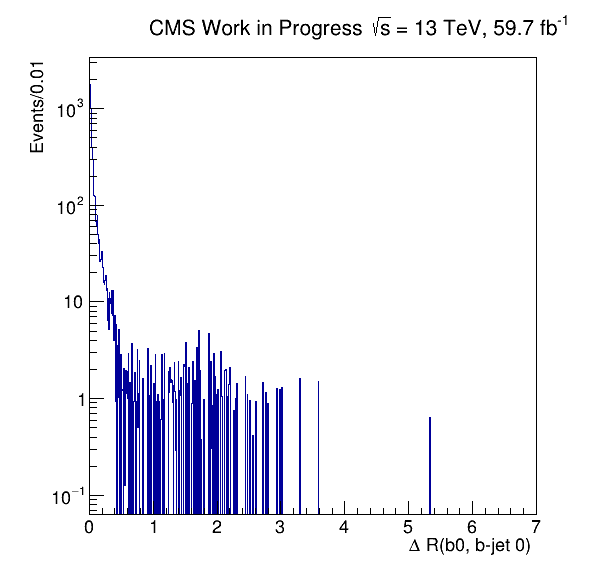 CMS Work in Progress √s = 13 TeV, 59.7 fb⁻¹
Events/0.01
10³
10²
10
1
10⁻¹
0 1 2 3 4 5 6 7
Δ R(b0, b-jet 0)